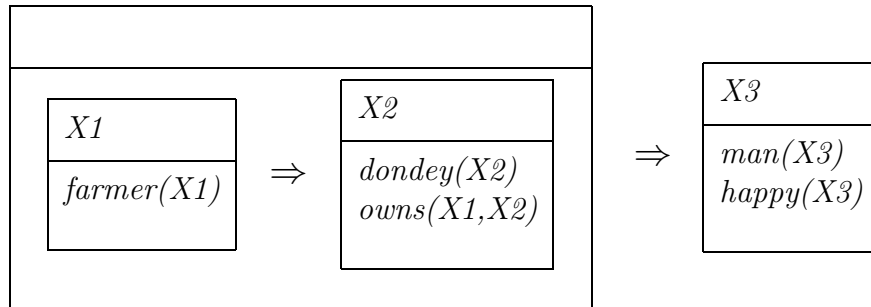 X1
farmer(X1)
⇒
X2
dondey(X2)
owns(X1,X2)
⇒
X3
man(X3)
happy(X3)